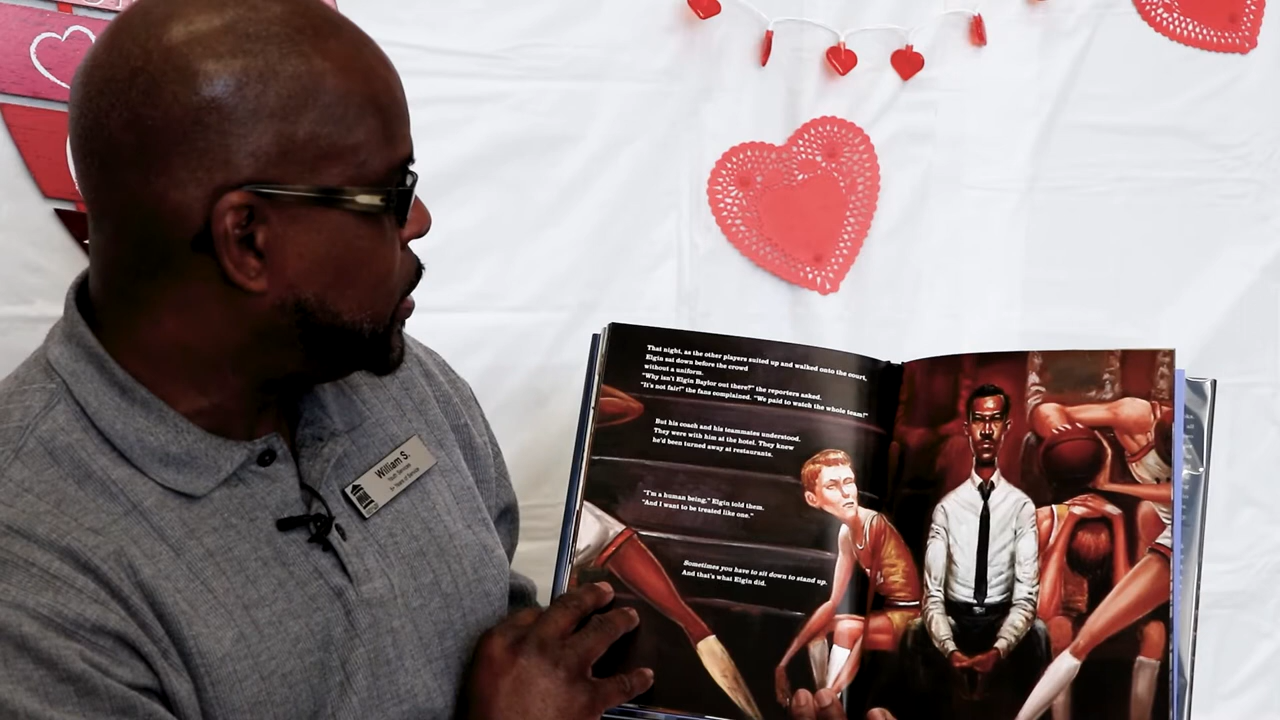 William S.
Youth Services
That night, as the other players suited up and walked onto the court,
Elgin sat down before the crowd
without a uniform.
"Why isn't Elgin Baylor out there?" the reporters asked.
"It's not fair!" the fans complained. "We paid to watch the whole team!"
But his coach and his teammates understood.
They were with him at the hotel. They knew
he'd been turned away at restaurants.
"I'm a human being," Elgin told them.
"And I want to be treated like one."
Sometimes you have to sit down to stand up.
And that's what Elgin did.